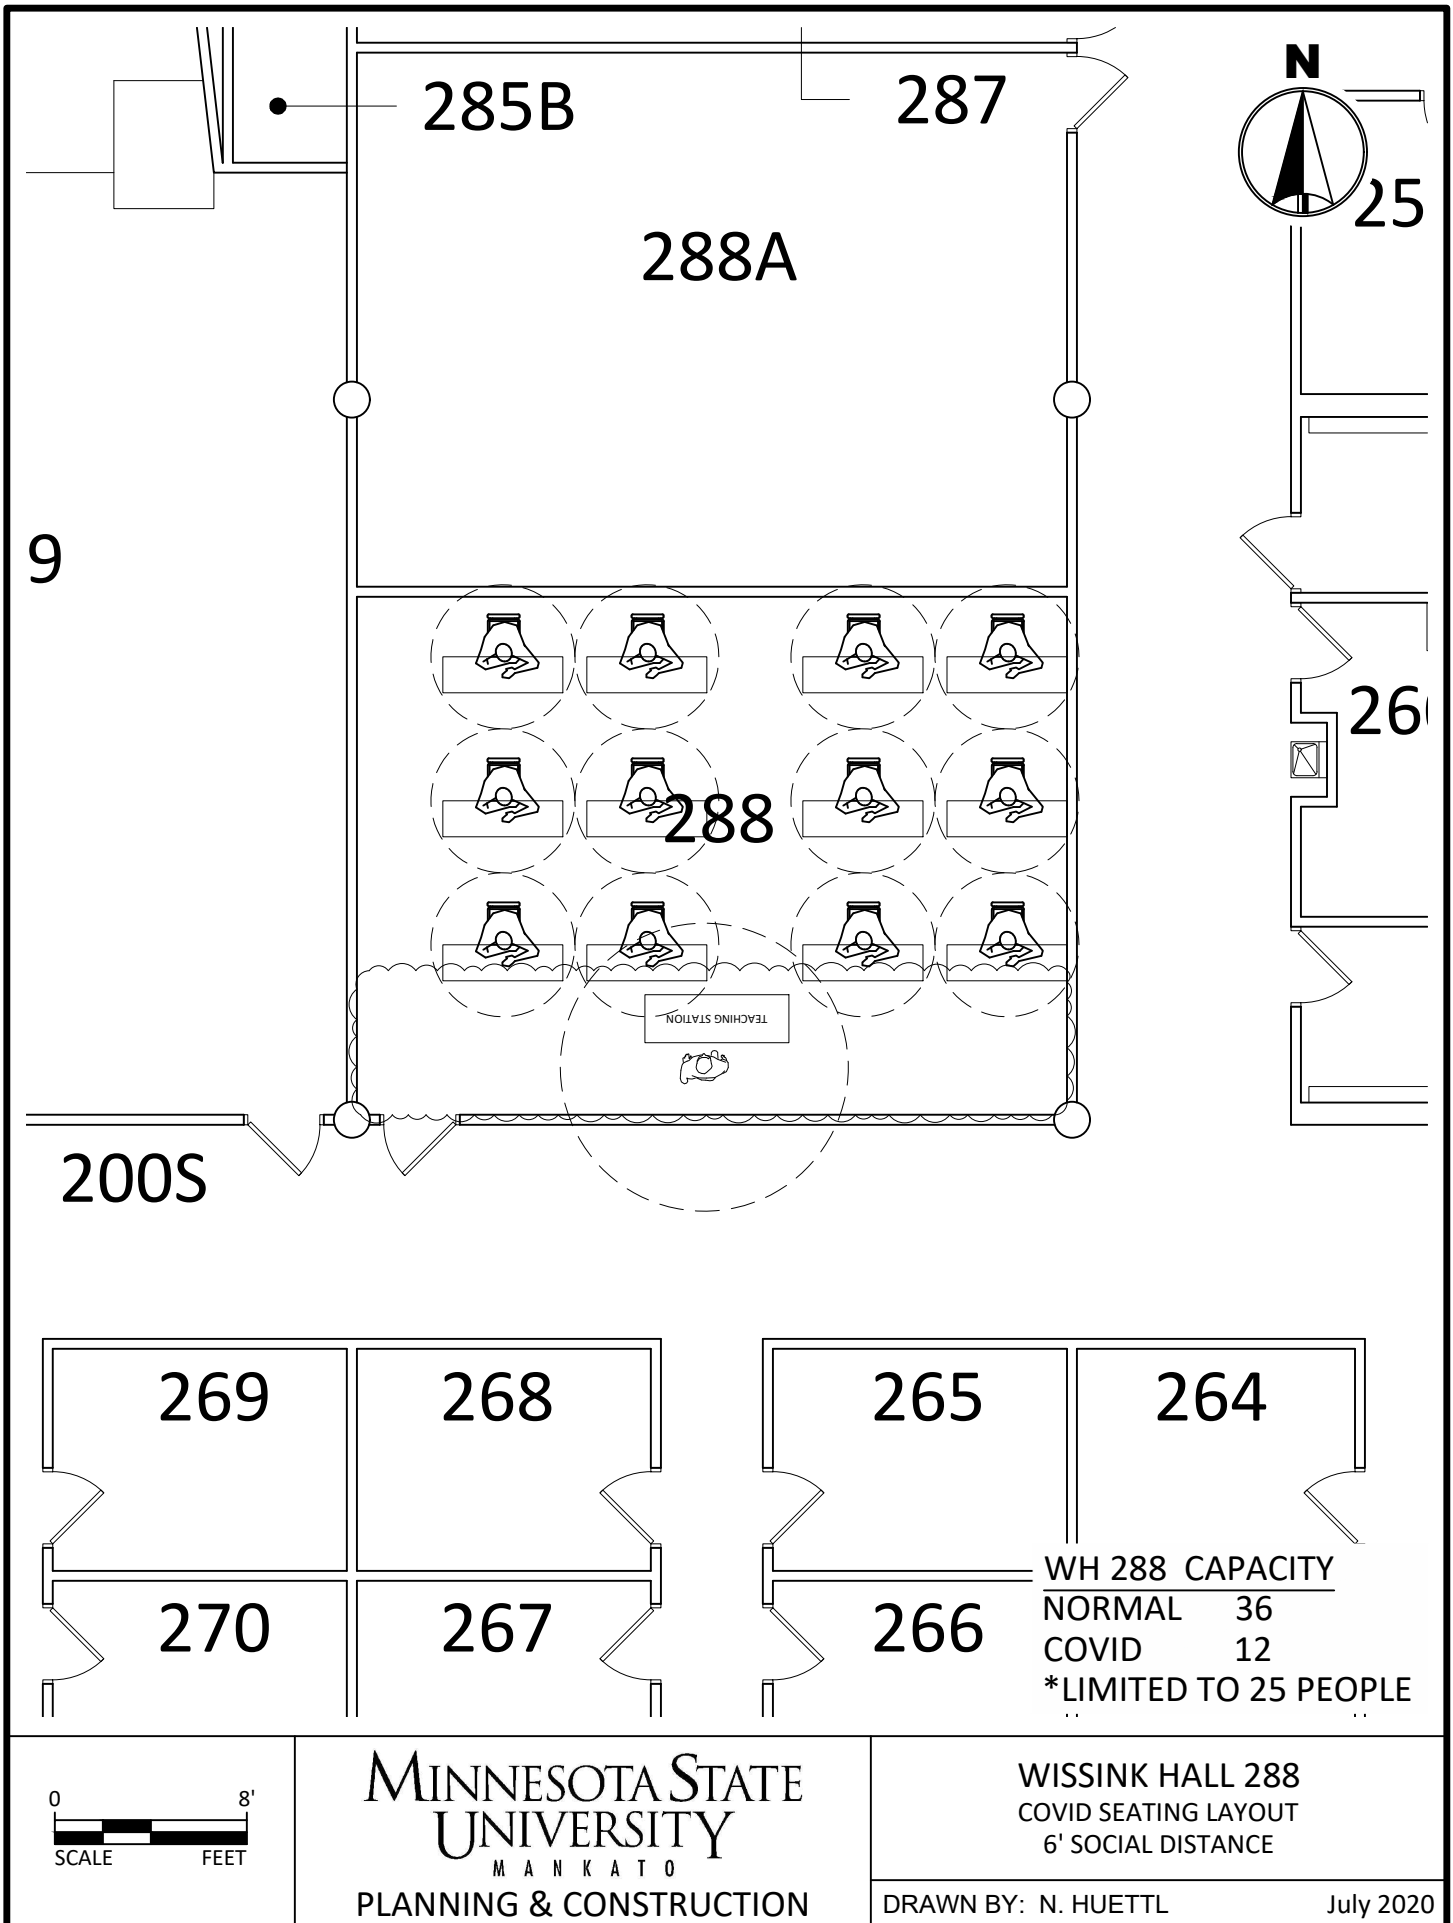 N
285B
287
25
288A
9
26
288
TEACHING STATION
200S
269
268
265
264
270
267
266
WH 288 CAPACITY
NORMAL 36
COVID 12
*LIMITED TO 25 PEOPLE
0 8'
SCALE FEET
MINNESOTA STATE
UNIVERSITY
MANKATO
PLANNING & CONSTRUCTION
WISSINK HALL 288
COVID SEATING LAYOUT
6' SOCIAL DISTANCE
DRAWN BY: N. HUETTL July 2020